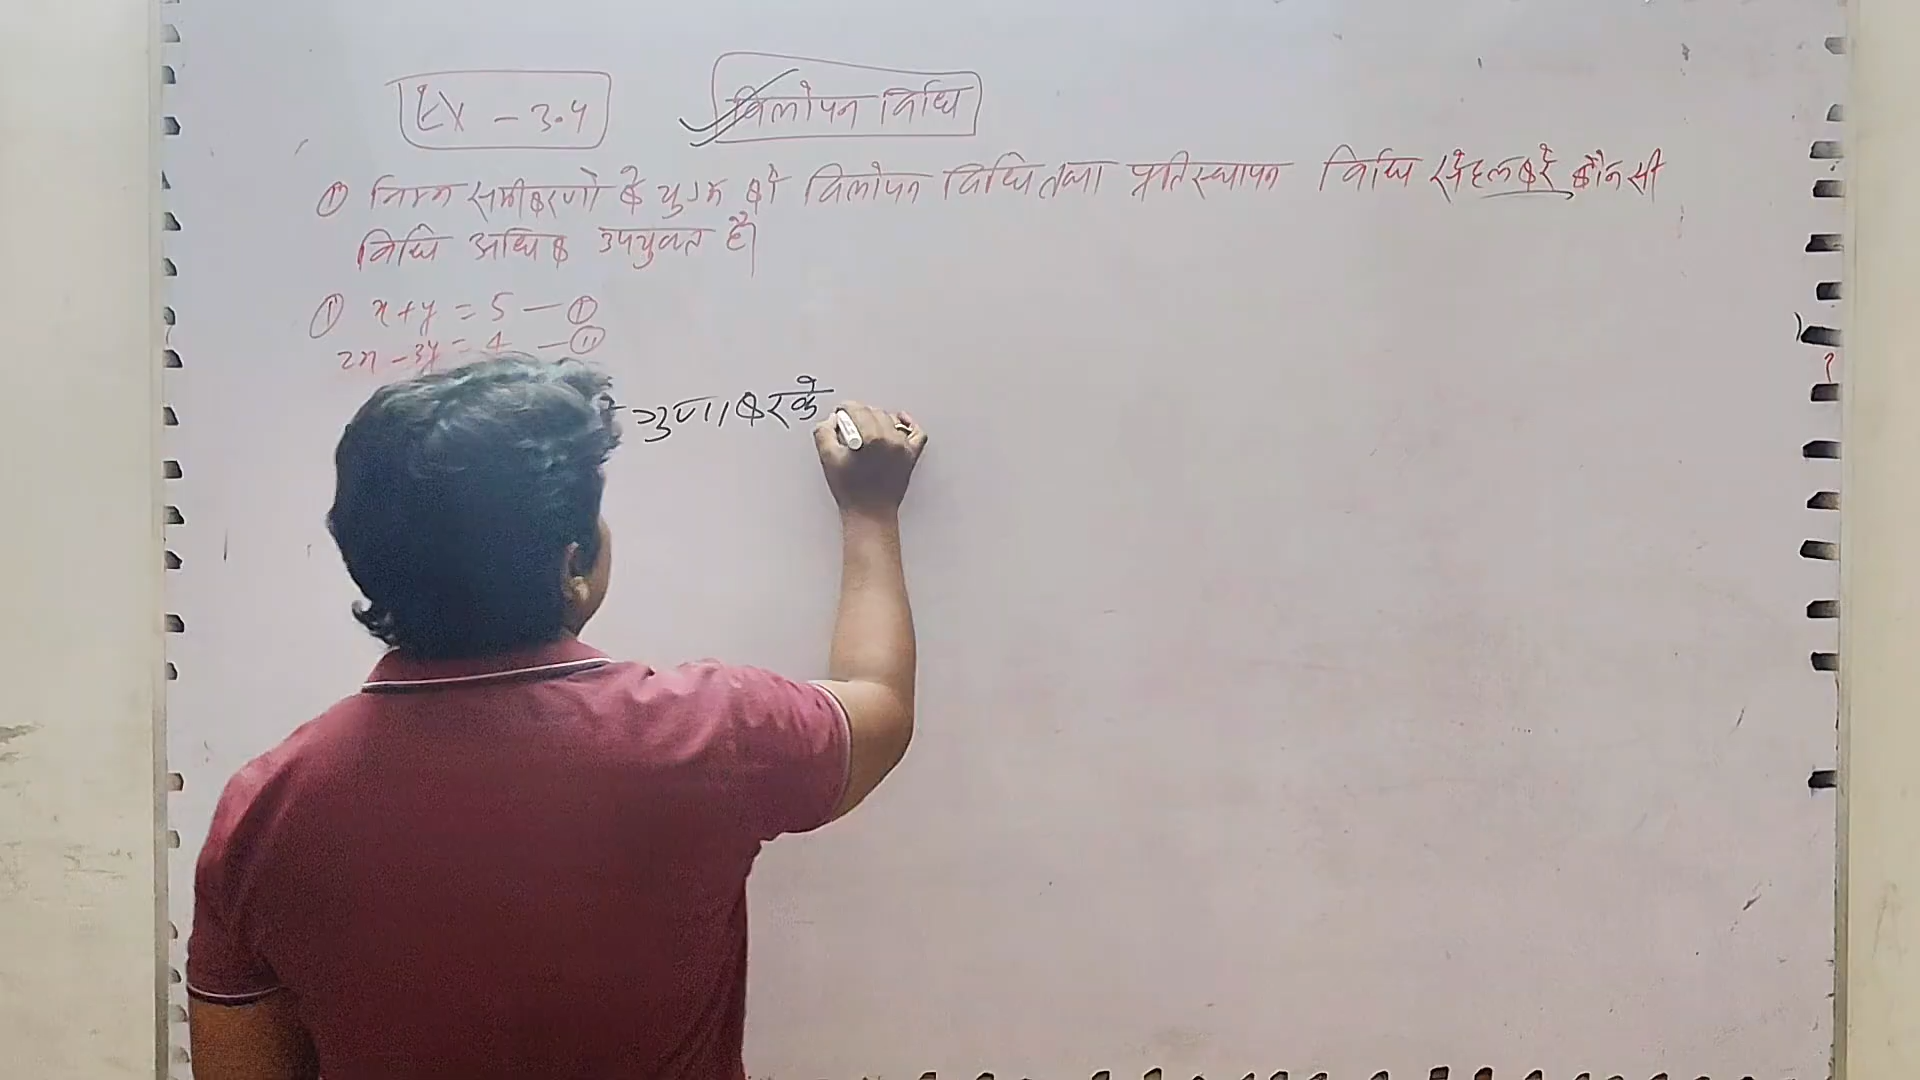 Ex - 3.4 विलोपन विधि
① निम्न समीकरणो के युग्म को विलोपन विधि तथा प्रतिस्थापन विधि से हल करे कौन सी
विधि अधिक उपयुक्त है।
① x+y = 5 — ①
2x - 3y = 4 — ⑪
गुणा करके